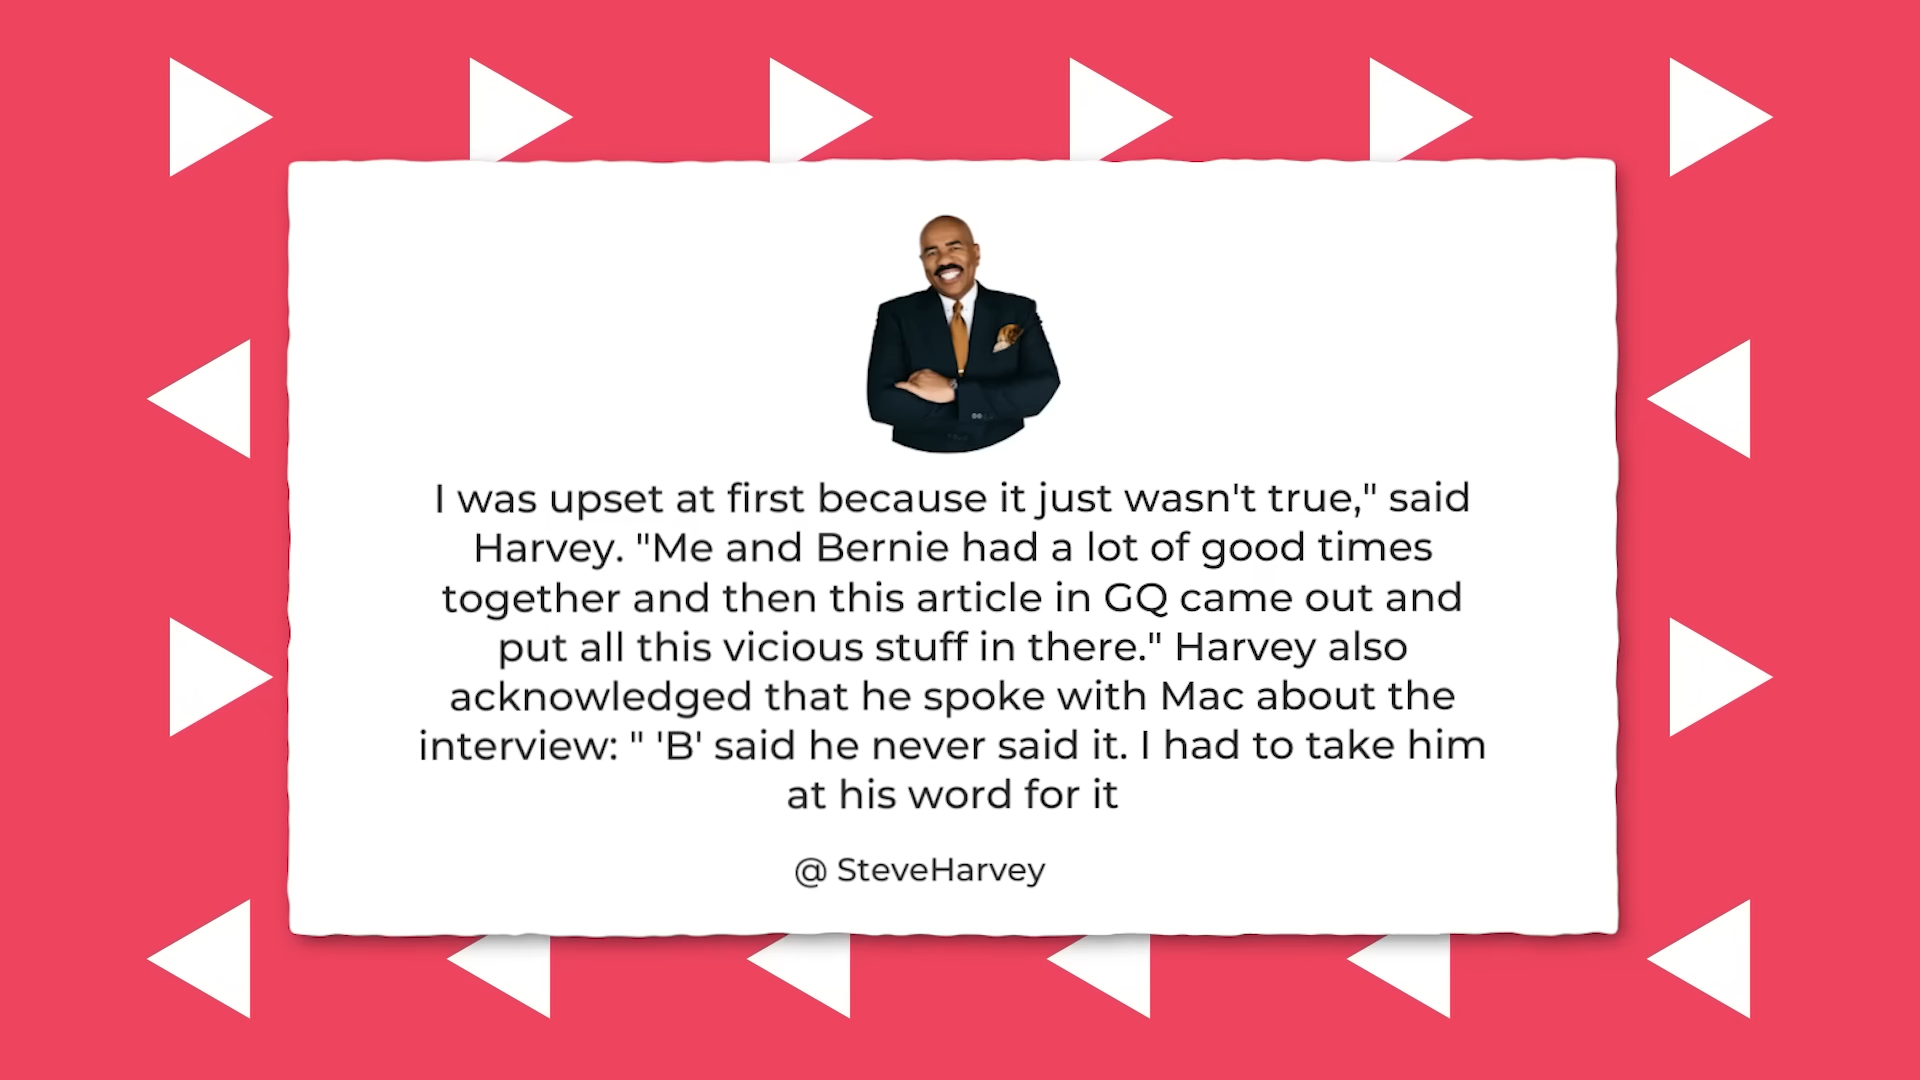 I was upset at first because it just wasn't true," said
Harvey. "Me and Bernie had a lot of good times
together and then this article in GQ came out and
put all this vicious stuff in there." Harvey also
acknowledged that he spoke with Mac about the
interview: " 'B' said he never said it. I had to take him
at his word for it
@ SteveHarvey